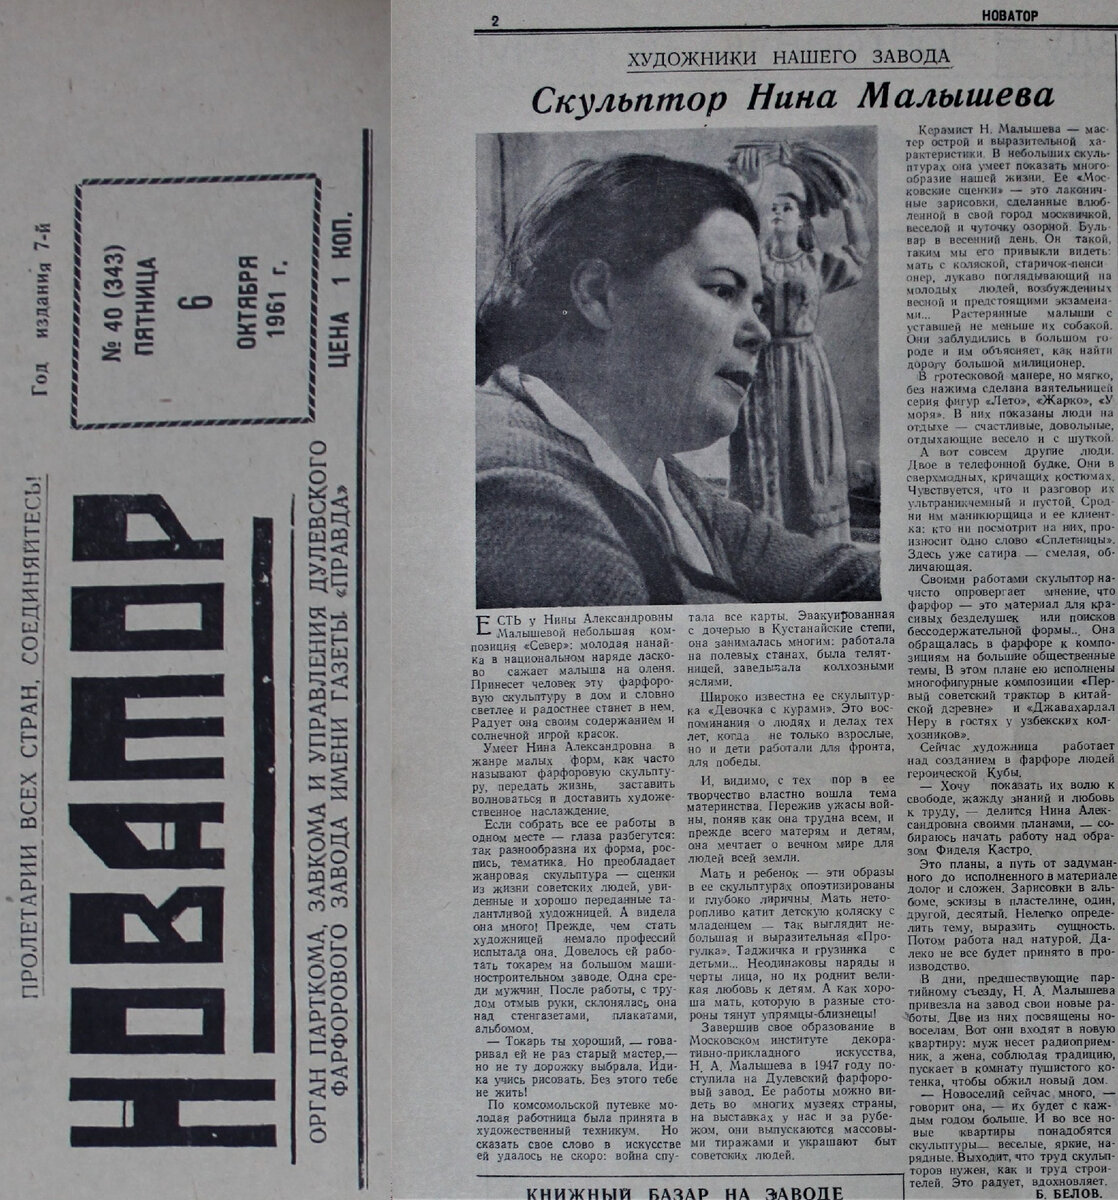 ПРОЛЕТАРИИ ВСЕХ СТРАН, СОЕДИНЯЙТЕСЬ!
Год издания 7-й
НОВАТОР
№ 40 (343)
ПЯТНИЦА
6
ОКТЯБРЯ
1961 г.
ЦЕНА 1 КОП.
ОРГАН ПАРТКОМА, ЗАВКОМА И УПРАВЛЕНИЯ ДУЛЕВСКОГО
ФАРФОРОВОГО ЗАВОДА ИМЕНИ ГАЗЕТЫ «ПРАВДА»
2
НОВАТОР
ХУДОЖНИКИ НАШЕГО ЗАВОДА
Скульптор Нина Малышева
ЕСТЬ у Нины Александровны
Малышевой небольшая ком-
позиция «Север»: молодая нанай-
ка в национальном наряде ласко-
во сажает малыша на оленя.
Принесет человек эту фарфоро-
вую скульптуру в дом и словно
светлее и радостнее станет в нем.
Радует она своим содержанием и
солнечной игрой красок.
Умеет Нина Александровна в
жанре малых форм, как часто
называют фарфоровую скульпту-
ру, передать жизнь, заставить
волноваться и доставить художе-
ственное наслаждение.
Если собрать все ее работы в
одном месте — глаза разбегутся:
так разнообразна их форма, рос-
пись, тематика. Но преобладает
жанровая скульптура — сценки
из жизни советских людей, уви-
денные и хорошо переданные та-
лантливой художницей. А видела
она много! Прежде, чем стать
художницей немало профессий
испытала она. Довелось ей рабо-
тать токарем на большом маши-
ностроительном заводе. Одна сре-
ди мужчин. После работы, с тру-
дом отмыв руки, склонялась она
над стенгазетами, плакатами,
альбомом.
— Токарь ты хороший, — гова-
ривал ей не раз старый мастер,—
но не ту дорожку выбрала. Иди-
ка учись рисовать. Без этого тебе
не жить!
По комсомольской путевке мо-
лодая работница была принята в
художественный техникум. Но
сказать свое слово в искусстве
ей удалось не скоро: война спу-
тала все карты. Эвакуированная
с дочерью в Кустанайские степи,
она занималась многим: работала
на полевых станах, была телят-
ницей, заведывала колхозными
яслями.
Широко известна ее скульптур-
ка «Девочка с курами». Это вос-
поминания о людях и делах тех
лет, когда не только взрослые,
но и дети работали для фронта,
для победы.
И, видимо, с тех пор в ее
творчество властно вошла тема
материнства. Пережив ужасы вой-
ны, поняв как она трудна всем, и
прежде всего матерям и детям,
она мечтает о вечном мире для
людей всей земли.
Мать и ребенок — эти образы
в ее скульптурах опоэтизированы
и глубоко лиричны. Мать нето-
ропливо катит детскую коляску с
младенцем — так выглядит не-
большая и выразительная «Про-
гулка». Таджичка и грузинка с
детьми... Неодинаковы наряды и
черты лица, но их роднит вели-
кая любовь к детям. А как хоро-
ша мать, которую в разные сто-
роны тянут упрямцы-близнецы!
Завершив свое образование в
Московском институте декора-
тивно-прикладного искусства,
Н. А. Малышева в 1947 году по-
ступила на Дулевский фарфоро-
вый завод. Ее работы можно ви-
деть во многих музеях страны,
на выставках у нас и за рубе-
жом, они выпускаются массовы-
ми тиражами и украшают быт
советских людей.
Керамист Н. Малышева — мас-
тер острой и выразительной ха-
рактеристики. В небольших скуль-
птурах она умеет показать много-
образие нашей жизни. Ее «Мос-
ковские сценки» — это лаконич-
ные зарисовки, сделанные влюб-
ленной в свой город москвичкой,
веселой и чуточку озорной. Буль-
вар в весенний день. Он такой,
таким мы его привыкли видеть:
мать с коляской, старичок-пенси
онер, лукаво поглядывающий на
молодых людей, возбужденных
весной и предстоящими экзамена-
ми... Растерянные малыши с
уставшей не меньше их собакой.
Они заблудились в большом го-
роде и им объясняет, как найти
дорогу большой милиционер.
В гротесковой манере, но мягко,
без нажима сделана ваятельницей
серия фигур «Лето», «Жарко», «У
моря». В них показаны люди на
отдыхе — счастливые, довольные,
отдыхающие весело и с шуткой.
А вот совсем другие люди.
Двое в телефонной будке. Они в
сверхмодных, кричащих костюмах.
Чувствуется, что и разговор их
ультраникчемный и пустой. Срод-
ни им маникюрщица и ее клиент-
ка: кто ни посмотрит на них, про-
износит одно слово «Сплетницы».
Здесь уже сатира — смелая, об-
личающая.
Своими работами скульптор на-
чисто опровергает мнение, что
фарфор — это материал для кра-
сивых безделушек или поисков
бессодержательной формы.. Она
обращалась в фарфоре к компо-
зициям на большие общественные
темы. В этом плане ею исполнены
многофигурные композиции «Пер-
вый советский трактор в китай-
ской деревне» и «Джавахарлал
Неру в гостях у узбекских кол-
хозников».
Сейчас художница работает
над созданием в фарфоре людей
героической Кубы.
— Хочу показать их волю к
свободе, жажду знаний и любовь
к труду, — делится Нина Алек-
сандровна своими планами, — со-
бираюсь начать работу над обра-
зом Фиделя Кастро.
Это планы, а путь от задуман-
ного до исполненного в материале
долог и сложен. Зарисовки в аль-
боме, эскизы в пластелине, один,
другой, десятый. Нелегко опреде-
лить тему, выразить сущность.
Потом работа над натурой. Да-
леко не все будет принято в про-
изводство.
В дни, предшествующие пар-
тийному съезду, Н. А. Малышева
привезла на завод свои новые ра-
боты. Две из них посвящены но-
воселам. Вот они входят в новую
квартиру: муж несет радиоприем-
ник, а жена, соблюдая традицию,
пускает в комнату пушистого ко-
тенка, чтобы обжил новый дом.
— Новоселий сейчас много, —
говорит она, — их будет с каж-
дым годом больше. И во все но-
вые квартиры понадобятся
скульптуры— веселые, яркие, на-
рядные. Выходит, что труд скульп-
торов нужен, как и труд строи-
телей. Это радует, вдохновляет.
Б. БЕЛОВ.
КНИЖНЫЙ БАЗАР НА ЗАВОДЕ